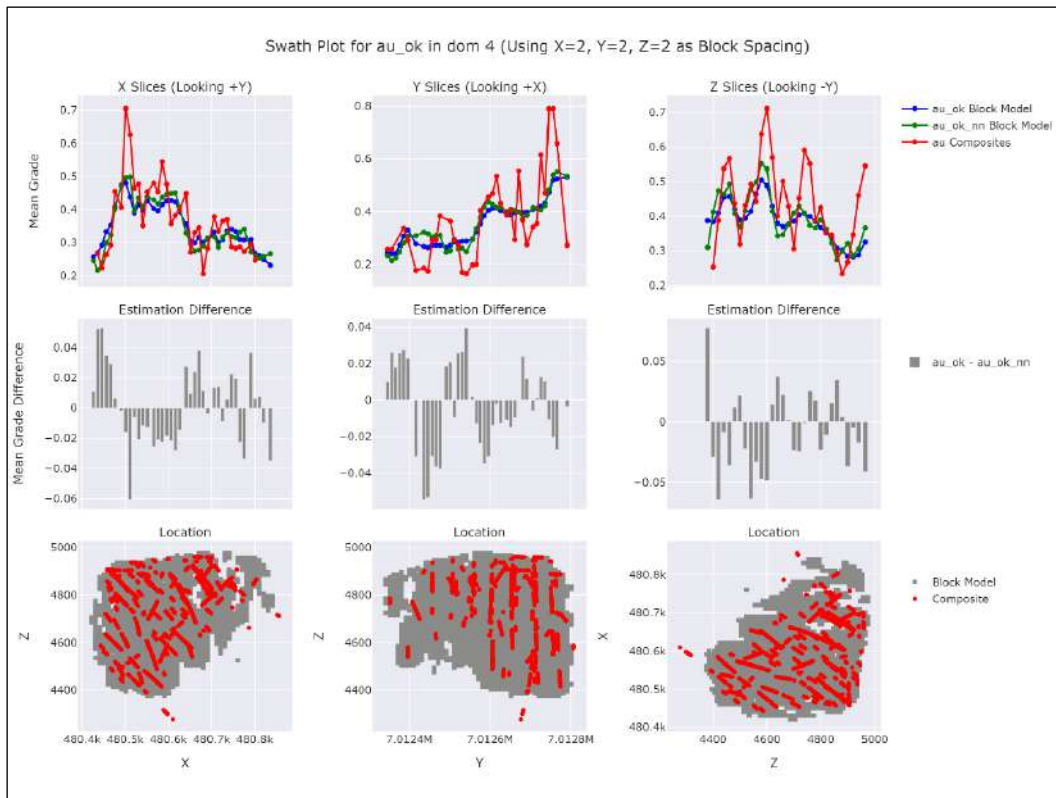 Swath Plot for au_ok in dom 4 (Using X=2, Y=2, Z=2 as Block Spacing)
X Slices (Looking +Y)
Y Slices (Looking +X)
Z Slices (Looking -Y)
Mean Grade
0.7
0.6
0.5
0.4
0.3
0.2
0.8
0.6
0.4
0.2
0.7
0.6
0.5
0.4
0.3
0.2
au_ok Block Model
au_ok_nn Block Model
au Composites
Estimation Difference
Estimation Difference
Estimation Difference
Mean Grade Difference
0.04
0.02
0
−0.02
−0.04
−0.06
0.04
0.02
0
−0.02
−0.04
0.05
0
−0.05
au_ok - au_ok_nn
Location
Location
Location
Z
5000
4800
4600
4400
480.4k 480.5k 480.6k 480.7k 480.8k
X
Z
5000
4800
4600
4400
7.0124M 7.0126M 7.0128M
Y
X
480.8k
480.7k
480.6k
480.5k
480.4k
4400 4600 4800 5000
Z
Block Model
Composite